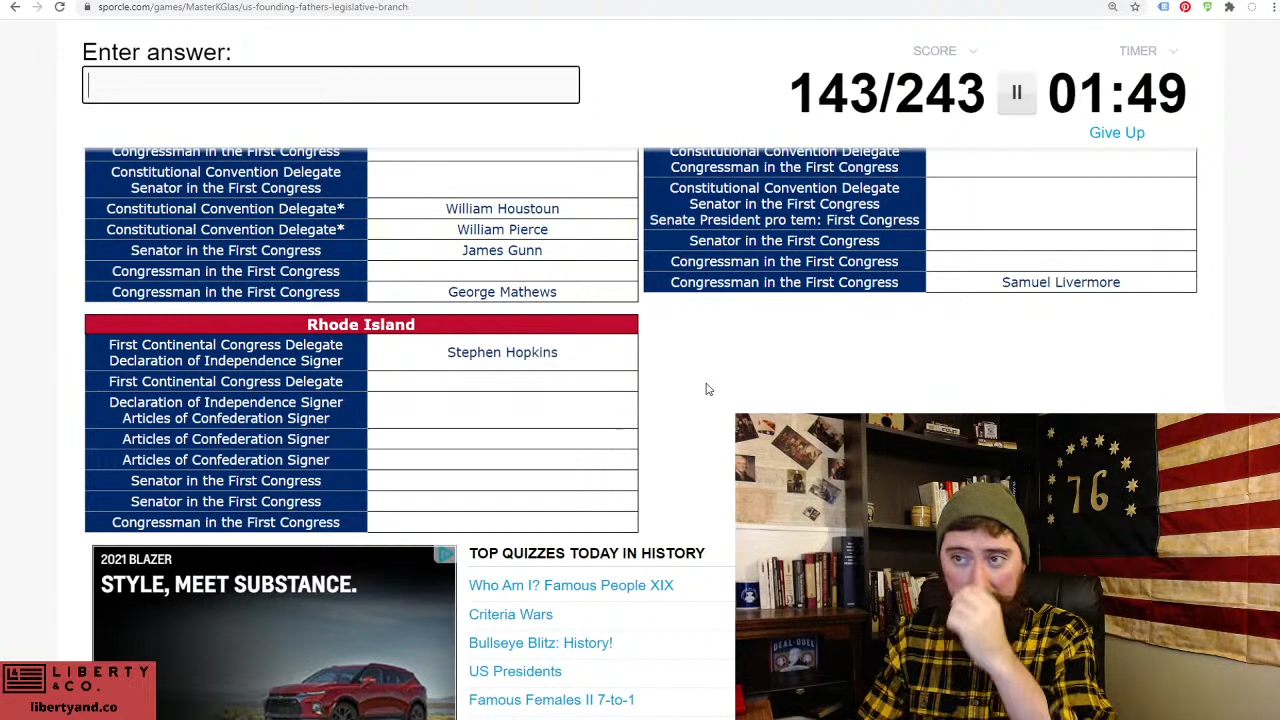 sporcle.com/games/MasterKGlas/us-founding-fathers-legislative-branch
Enter answer:
SCORE
TIMER
143/243
01:49
Give Up
Congressman in the First Congress
Constitutional Convention Delegate
Senator in the First Congress
Constitutional Convention Delegate*
William Houstoun
Constitutional Convention Delegate*
William Pierce
Senator in the First Congress
James Gunn
Congressman in the First Congress
Congressman in the First Congress
George Mathews
Constitutional Convention Delegate
Congressman in the First Congress
Constitutional Convention Delegate
Senator in the First Congress
Senate President pro tem: First Congress
Senator in the First Congress
Congressman in the First Congress
Congressman in the First Congress
Samuel Livermore
Rhode Island
First Continental Congress Delegate
Declaration of Independence Signer
Stephen Hopkins
First Continental Congress Delegate
Declaration of Independence Signer
Articles of Confederation Signer
Articles of Confederation Signer
Articles of Confederation Signer
Senator in the First Congress
Senator in the First Congress
Congressman in the First Congress
2021 BLAZER
STYLE, MEET SUBSTANCE.
TOP QUIZZES TODAY IN HISTORY
Who Am I? Famous People XIX
Criteria Wars
Bullseye Blitz: History!
US Presidents
Famous Females II 7-to-1
LIBERTY
& CO.
libertyand.co
76